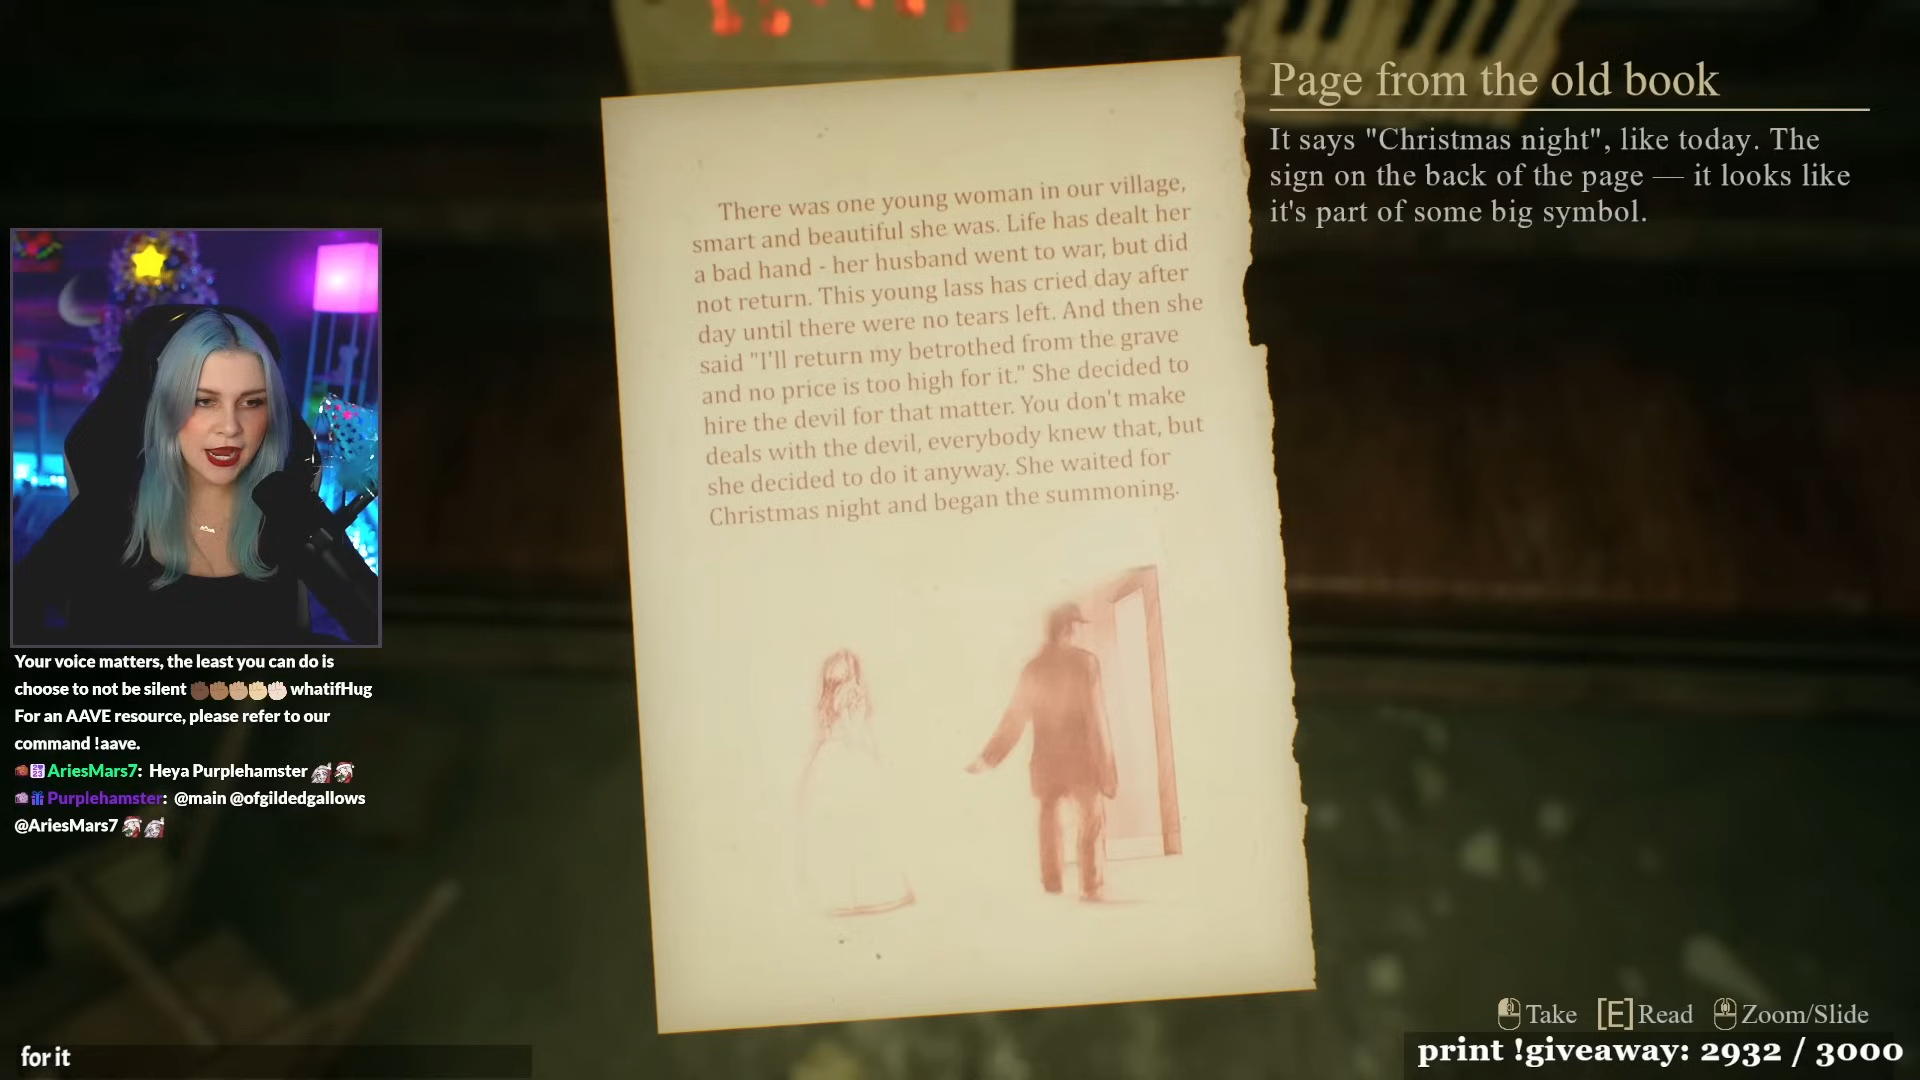 Page from the old book
It says "Christmas night", like today. The
sign on the back of the page — it looks like
it's part of some big symbol.
There was one young woman in our village,
smart and beautiful she was. Life has dealt her
a bad hand - her husband went to war, but did
not return. This young lass has cried day after
day until there were no tears left. And then she
said "I'll return my betrothed from the grave
and no price is too high for it." She decided to
hire the devil for that matter. You don't make
deals with the devil, everybody knew that, but
she decided to do it anyway. She waited for
Christmas night and began the summoning.
Your voice matters, the least you can do is
choose to not be silent ✊🏿✊🏾✊🏽✊🏼✊🏻 whatifHug
For an AAVE resource, please refer to our
command !aave.
AriesMars7: Heya Purplehamster
Purplehamster: @main @ofgildedgallows
@AriesMars7
Take [E] Read Zoom/Slide
for it
print !giveaway: 2932 / 3000